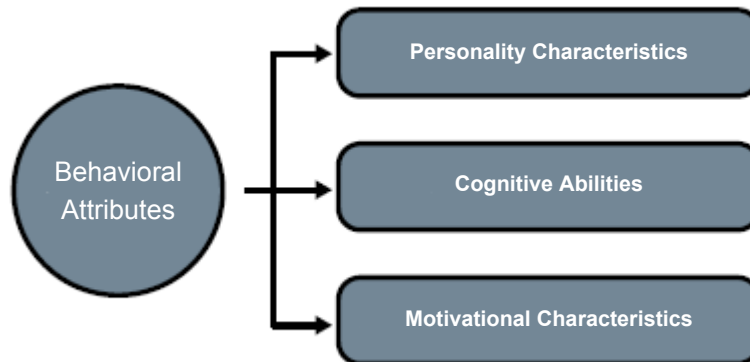 Behavioral
Attributes
Personality Characteristics
Cognitive Abilities
Motivational Characteristics